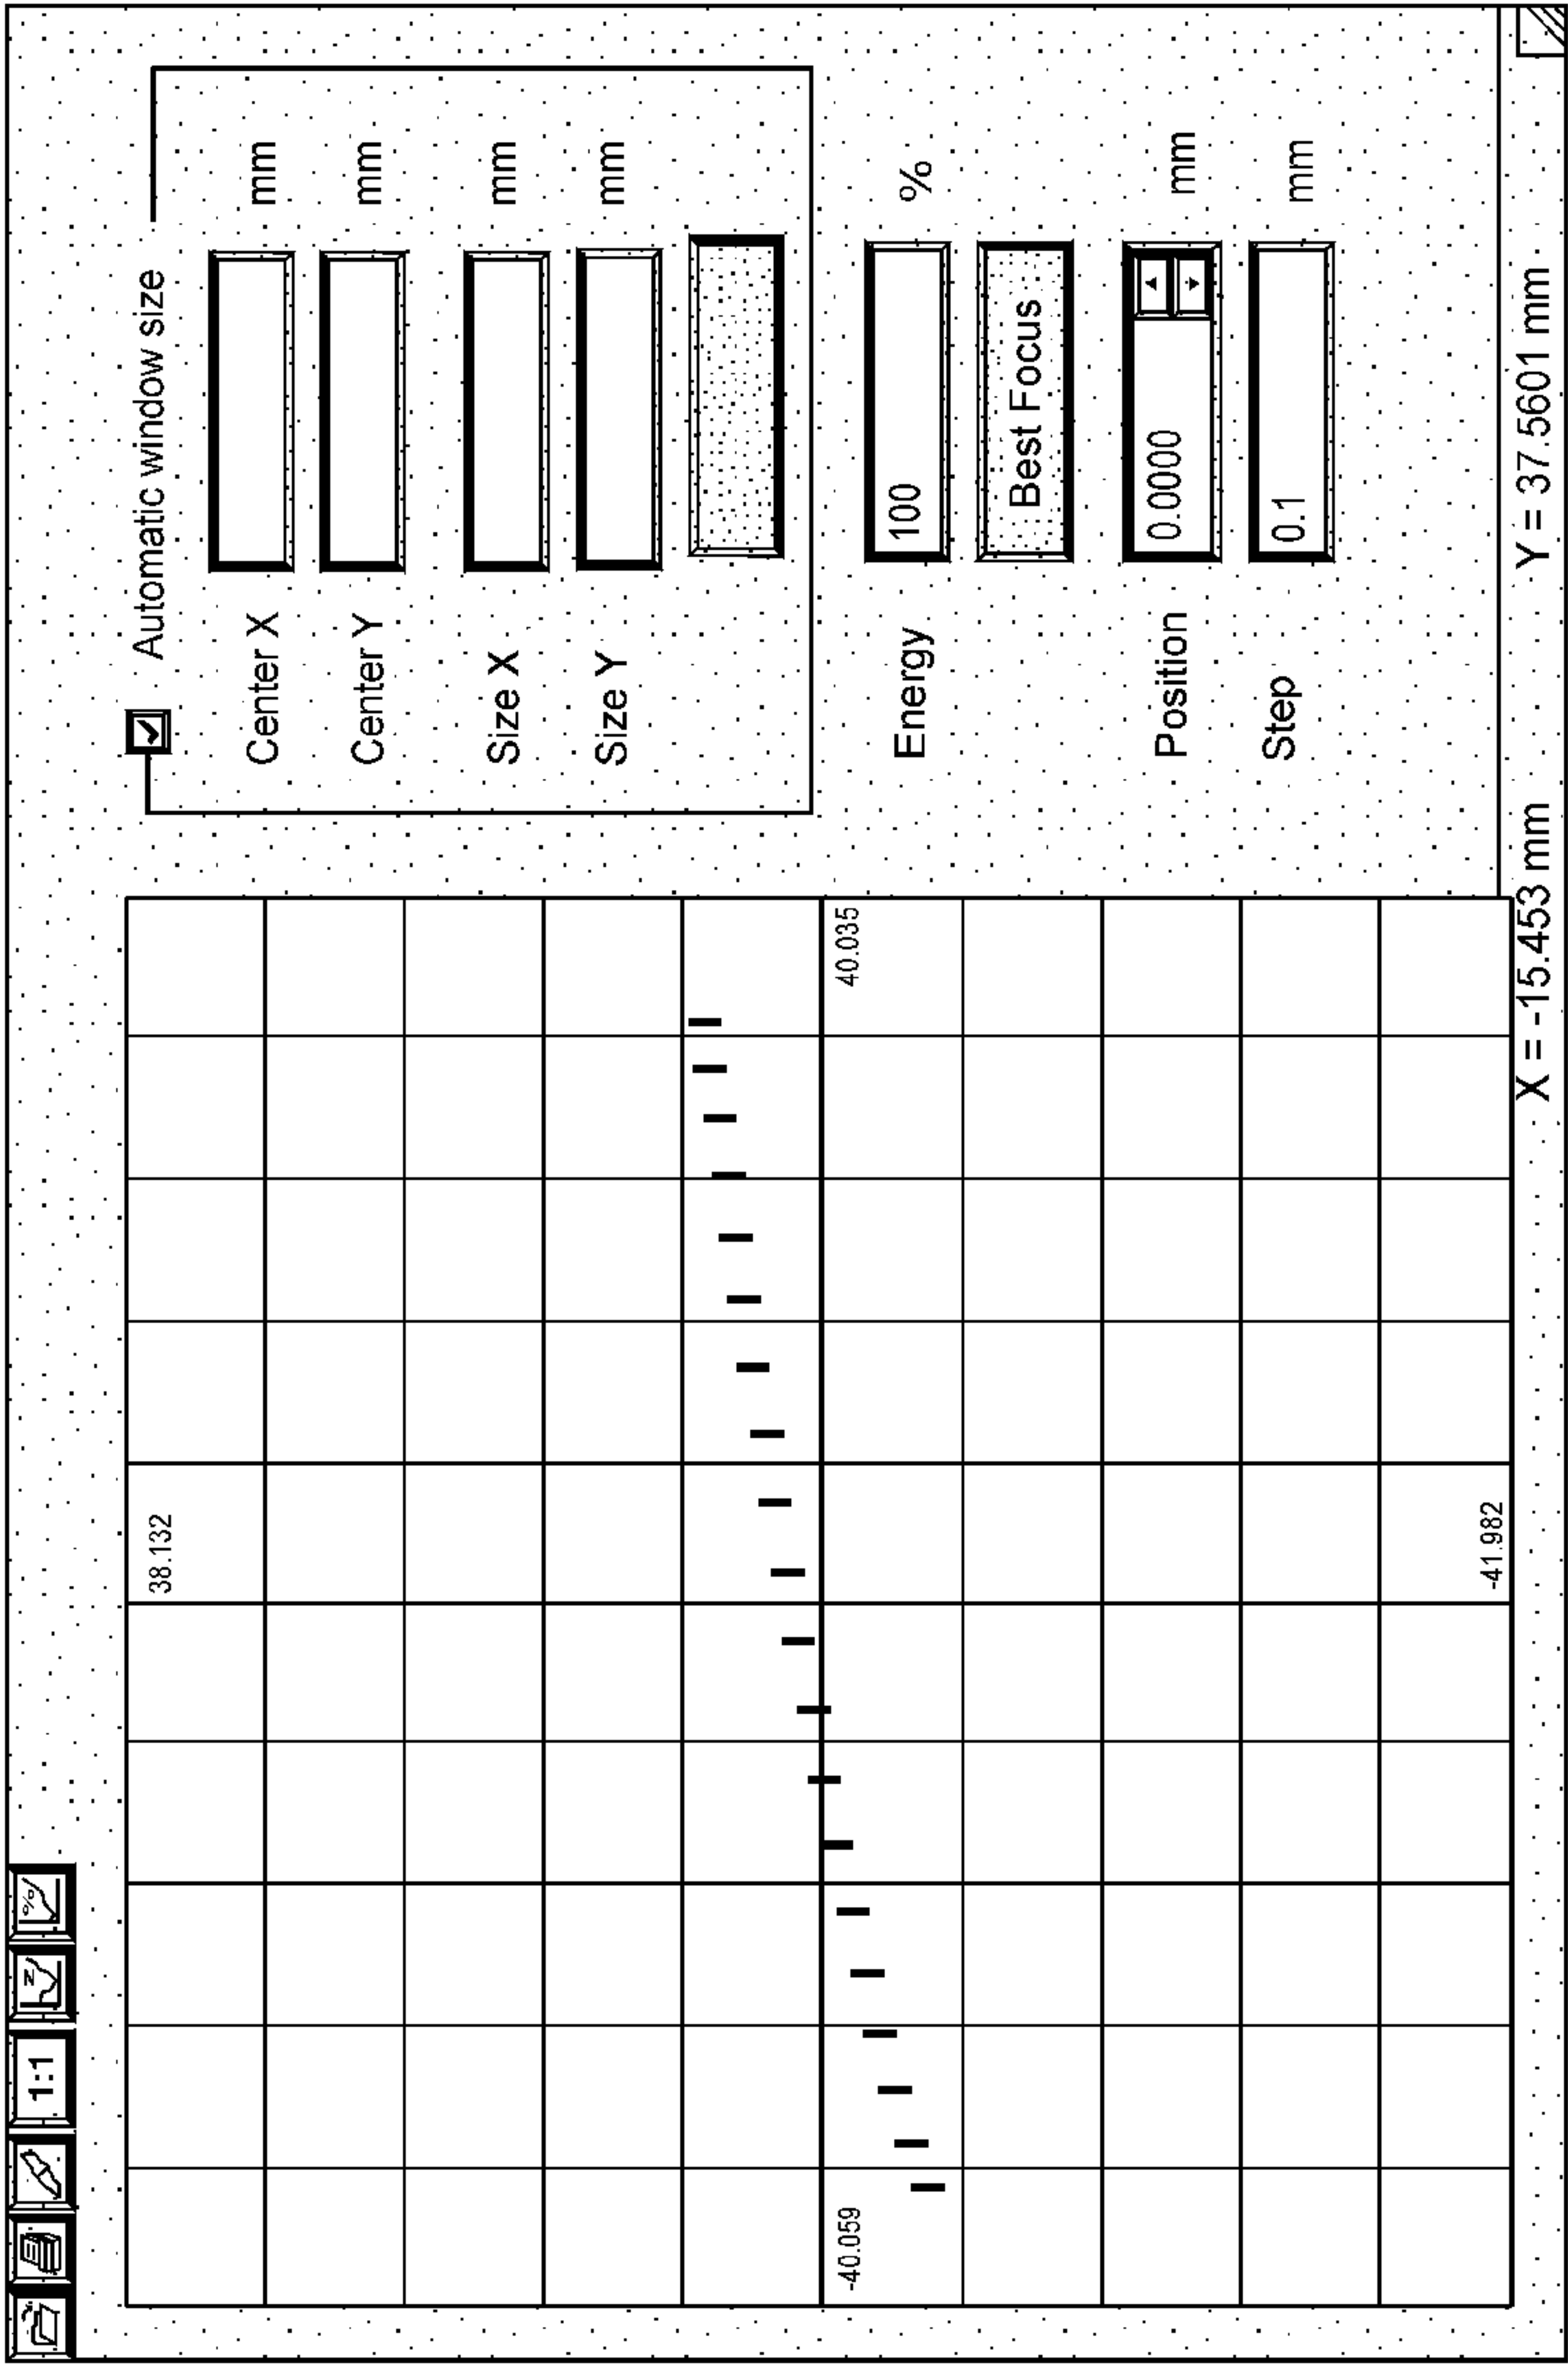 1:1
N
%
Automatic window size
Center X mm
Center Y mm
Size X mm
Size Y mm
Energy 100 %
Best Focus
Position 0.0000 mm
Step 0.1 mm
38.132
-40.059
40.035
-41.982
X = -15.453 mm Y = 37.5601 mm